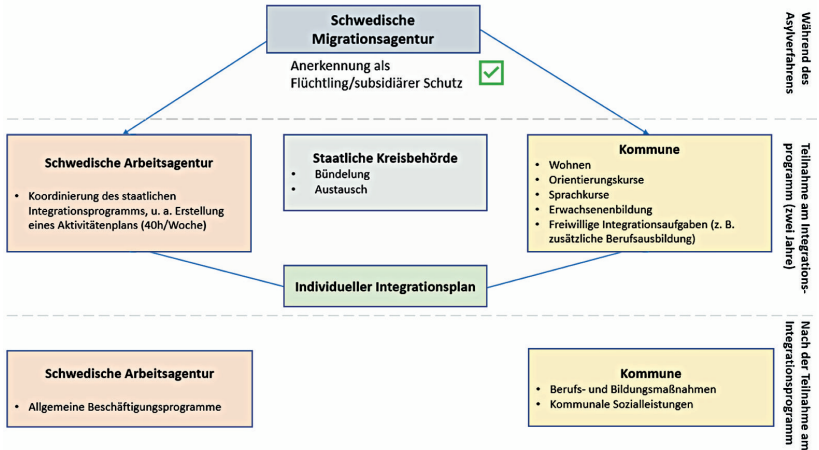 Schwedische
Migrationsagentur
Anerkennung als
Flüchtling/subsidiärer Schutz
Während des
Asylverfahrens
Schwedische Arbeitsagentur
• Koordinierung des staatlichen
Integrationsprogramms, u. a. Erstellung
eines Aktivitätenplans (40h/Woche)
Staatliche Kreisbehörde
• Bündelung
• Austausch
Kommune
• Wohnen
• Orientierungskurse
• Sprachkurse
• Erwachsenenbildung
• Freiwillige Integrationsaufgaben (z. B.
zusätzliche Berufsausbildung)
Teilnahme am Integrations-
programm (zwei Jahre)
Individueller Integrationsplan
Schwedische Arbeitsagentur
• Allgemeine Beschäftigungsprogramme
Kommune
• Berufs- und Bildungsmaßnahmen
• Kommunale Sozialleistungen
Nach der Teilnahme am
Integrationsprogramm